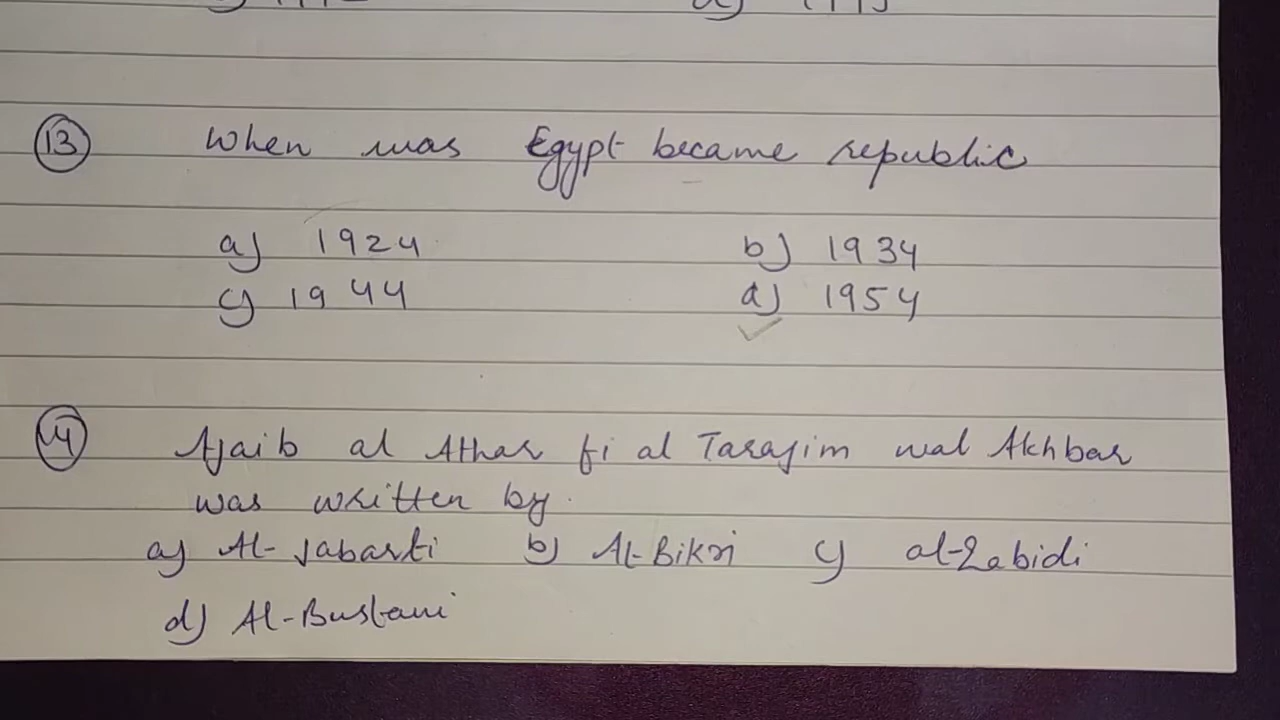 13 When was Egypt became republic
a) 1924 b) 1934
c) 1944 d) 1954
14 Ajaib al Athar fi al Tarajim wal Akhbar
was written by.
a) Al-Jabarti b) Al-Bikri c) al-Zabidi
d) Al-Bustani